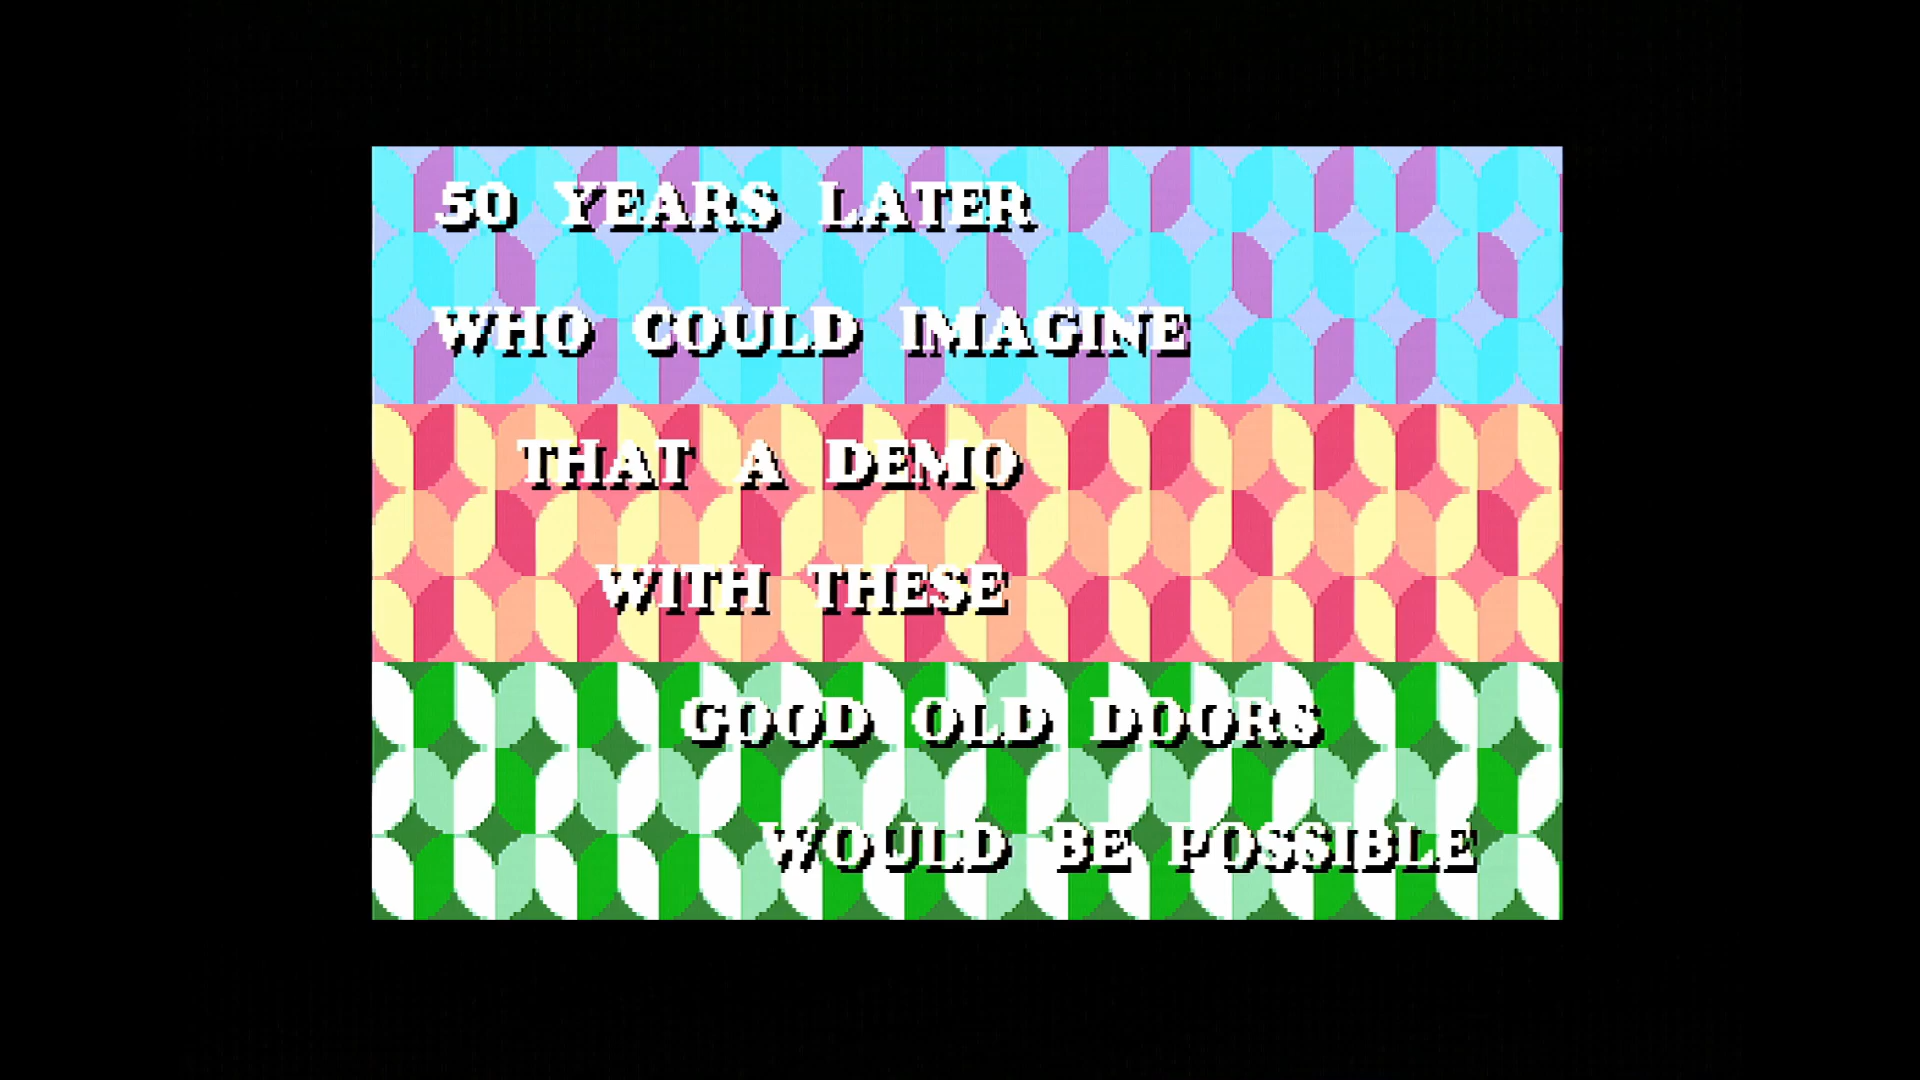 50 YEARS LATER
WHO COULD IMAGINE
THAT A DEMO
WITH THESE
GOOD OLD DOORS
WOULD BE POSSIBLE